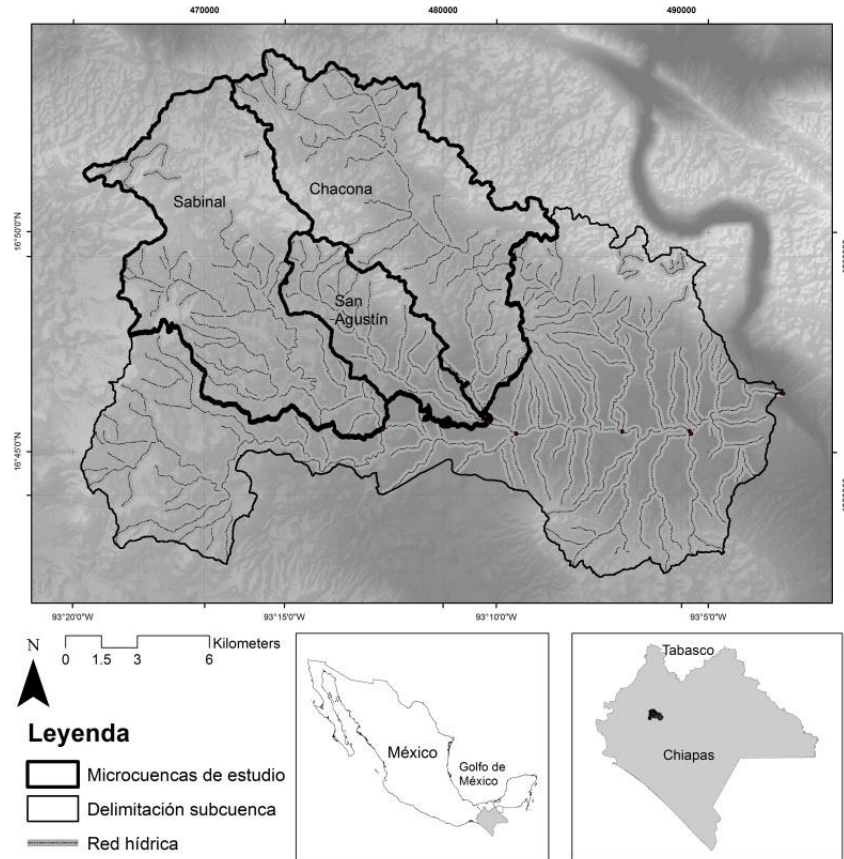 470000
480000
490000
Sabinal
Chacona
San
Agustín
16°50'0"N
16°45'0"N
93°20'0"W
93°15'0"W
93°10'0"W
93°5'0"W
N
0 1.5 3 6 Kilometers
Leyenda
Microcuencas de estudio
Delimitación subcuenca
Red hídrica
México
Golfo de
México
Tabasco
Chiapas